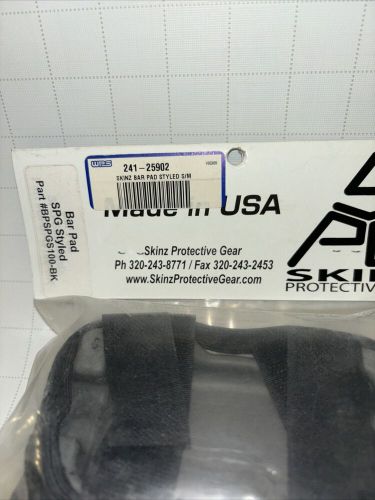 WPS
241-25902
SKINZ BAR PAD STYLED S/M
Made in USA
Bar Pad
SPG Styled
Part #BPSPGS100-BK
Skinz Protective Gear
Ph 320-243-8771 / Fax 320-243-2453
www.SkinzProtectiveGear.com
SKINZ
PROTECTIVE